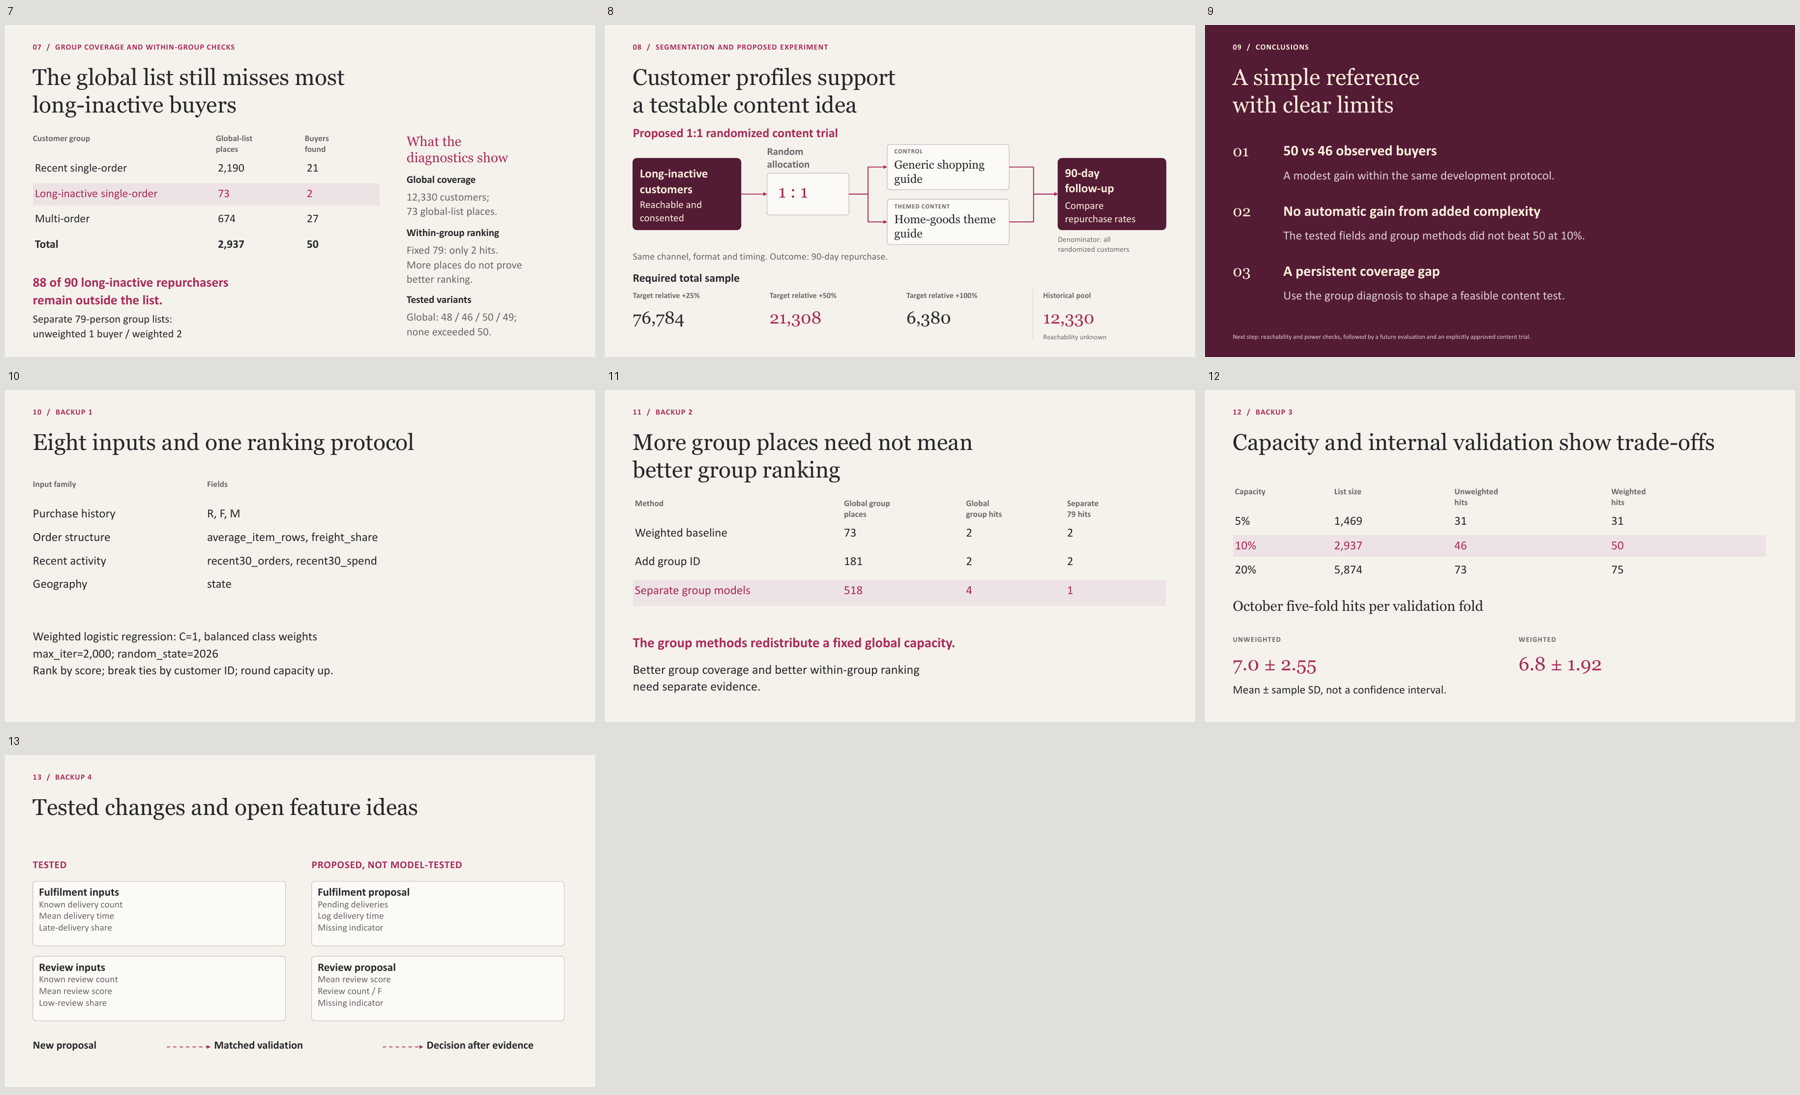 7
07 / GROUP COVERAGE AND WITHIN-GROUP CHECKS
The global list still misses most
long-inactive buyers
Customer group
Global-list
places
Buyers
found
Recent single-order 2,190 21
Long-inactive single-order 73 2
Multi-order 674 27
Total 2,937 50
88 of 90 long-inactive repurchasers
remain outside the list.
Separate 79-person group lists:
unweighted 1 buyer / weighted 2
What the
diagnostics show
Global coverage
12,330 customers;
73 global-list places.
Within-group ranking
Fixed 79: only 2 hits.
More places do not prove
better ranking.
Tested variants
Global: 48 / 46 / 50 / 49;
none exceeded 50.
8
08 / SEGMENTATION AND PROPOSED EXPERIMENT
Customer profiles support
a testable content idea
Proposed 1:1 randomized content trial
Long-inactive
customers
Reachable and
consented
Random
allocation
1 : 1
CONTROL
Generic shopping
guide
THEMED CONTENT
Home-goods theme
guide
90-day
follow-up
Compare
repurchase rates
Denominator: all
randomized customers
Same channel, format and timing. Outcome: 90-day repurchase.
Required total sample
Target relative +25%
76,784
Target relative +50%
21,308
Target relative +100%
6,380
Historical pool
12,330
Reachability unknown
9
09 / CONCLUSIONS
A simple reference
with clear limits
01 50 vs 46 observed buyers
A modest gain within the same development protocol.
02 No automatic gain from added complexity
The tested fields and group methods did not beat 50 at 10%.
03 A persistent coverage gap
Use the group diagnosis to shape a feasible content test.
Next step: reachability and power checks, followed by a future evaluation and an explicitly approved content trial.
10
10 / BACKUP 1
Eight inputs and one ranking protocol
Input family Fields
Purchase history R, F, M
Order structure average_item_rows, freight_share
Recent activity recent30_orders, recent30_spend
Geography state
Weighted logistic regression: C=1, balanced class weights
max_iter=2,000; random_state=2026
Rank by score; break ties by customer ID; round capacity up.
11
11 / BACKUP 2
More group places need not mean
better group ranking
Method
Global group
places
Global
group hits
Separate
79 hits
Weighted baseline 73 2 2
Add group ID 181 2 2
Separate group models 518 4 1
The group methods redistribute a fixed global capacity.
Better group coverage and better within-group ranking
need separate evidence.
12
12 / BACKUP 3
Capacity and internal validation show trade-offs
Capacity
List size
Unweighted
hits
Weighted
hits
5% 1,469 31 31
10% 2,937 46 50
20% 5,874 73 75
October five-fold hits per validation fold
UNWEIGHTED
7.0 ± 2.55
WEIGHTED
6.8 ± 1.92
Mean ± sample SD, not a confidence interval.
13
13 / BACKUP 4
Tested changes and open feature ideas
TESTED
Fulfilment inputs
Known delivery count
Mean delivery time
Late-delivery share
Review inputs
Known review count
Mean review score
Low-review share
PROPOSED, NOT MODEL-TESTED
Fulfilment proposal
Pending deliveries
Log delivery time
Missing indicator
Review proposal
Mean review score
Review count / F
Missing indicator
New proposal Matched validation Decision after evidence